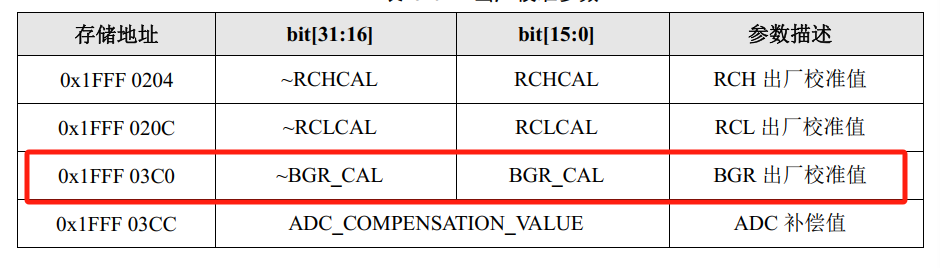 存储地址 bit[31:16] bit[15:0] 参数描述
0x1FFF 0204 ~RCHCAL RCHCAL RCH 出厂校准值
0x1FFF 020C ~RCLCAL RCLCAL RCL 出厂校准值
0x1FFF 03C0 ~BGR_CAL BGR_CAL BGR 出厂校准值
0x1FFF 03CC ADC_COMPENSATION_VALUE ADC 补偿值